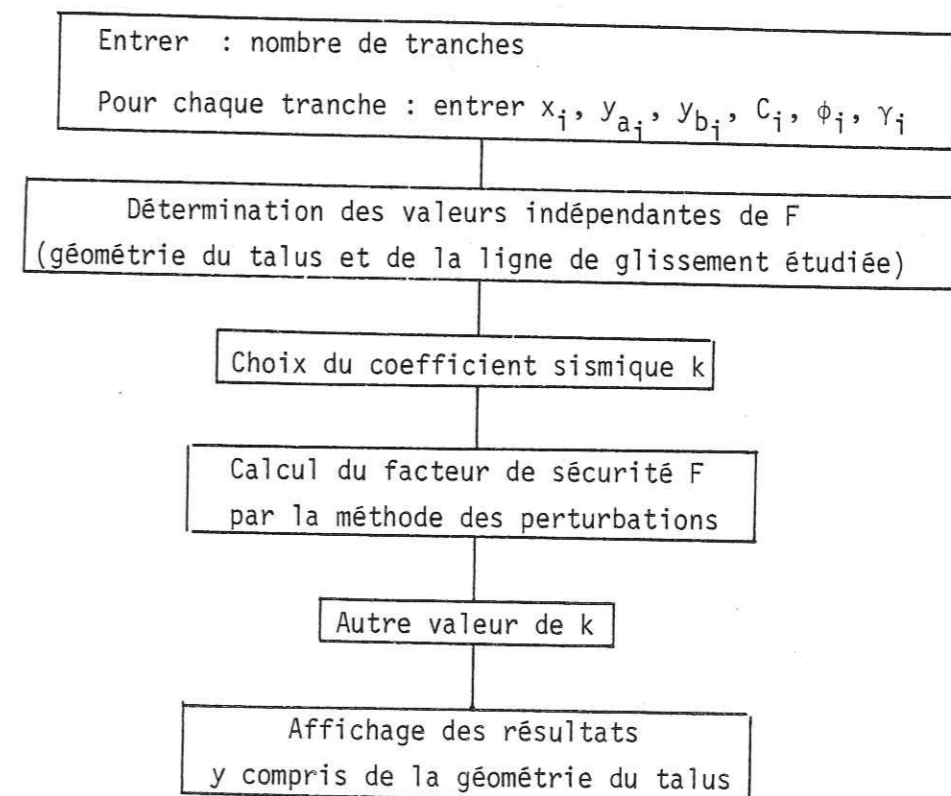 Entrer : nombre de tranches
Pour chaque tranche : entrer xᵢ, y_aᵢ, y_bᵢ, Cᵢ, ϕᵢ, γᵢ
Détermination des valeurs indépendantes de F
(géométrie du talus et de la ligne de glissement étudiée)
Choix du coefficient sismique k
Calcul du facteur de sécurité F
par la méthode des perturbations
Autre valeur de k
Affichage des résultats
y compris de la géométrie du talus